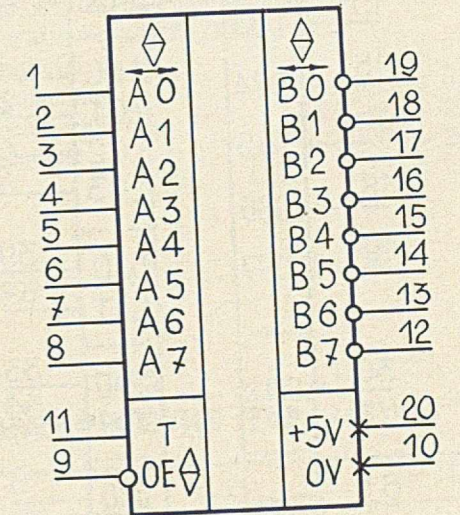 1 A0 B0 19
2 A1 B1 18
3 A2 B2 17
4 A3 B3 16
5 A4 B4 15
6 A5 B5 14
7 A6 B6 13
8 A7 B7 12
11 T +5V 20
9 OE 0V 10